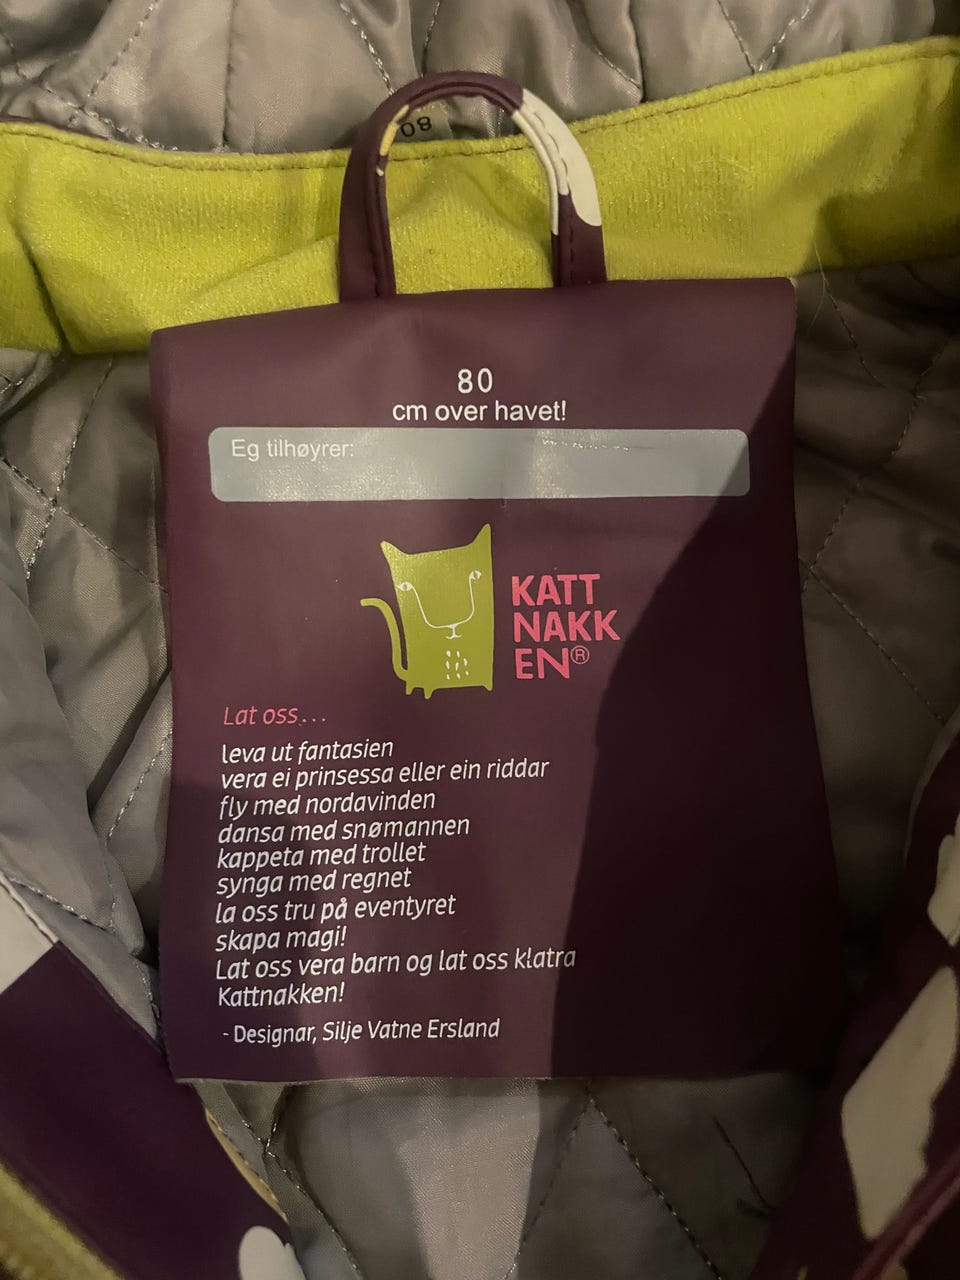 80
80
cm over havet!
Eg tilhøyrer:
KATT
NAKK
EN®
Lat oss...
leva ut fantasien
vera ei prinsessa eller ein riddar
fly med nordavinden
dansa med snømannen
kappeta med trollet
synga med regnet
la oss tru på eventyret
skapa magi!
Lat oss vera barn og lat oss klatra
Kattnakken!
- Designar, Silje Vatne Ersland